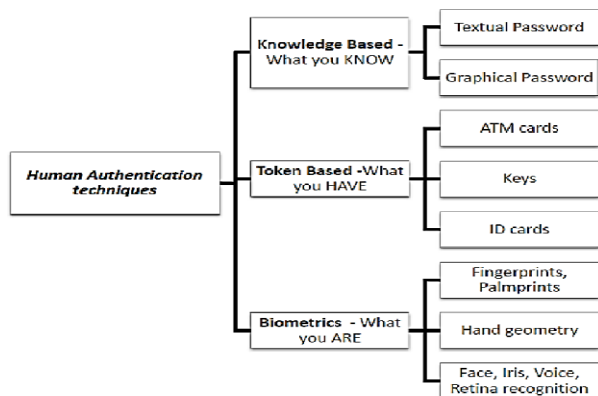 Human Authentication
techniques
Knowledge Based -
What you KNOW
Textual Password
Graphical Password
Token Based -What
you HAVE
ATM cards
Keys
ID cards
Biometrics - What
you ARE
Fingerprints,
Palmprints
Hand geometry
Face, Iris, Voice,
Retina recognition